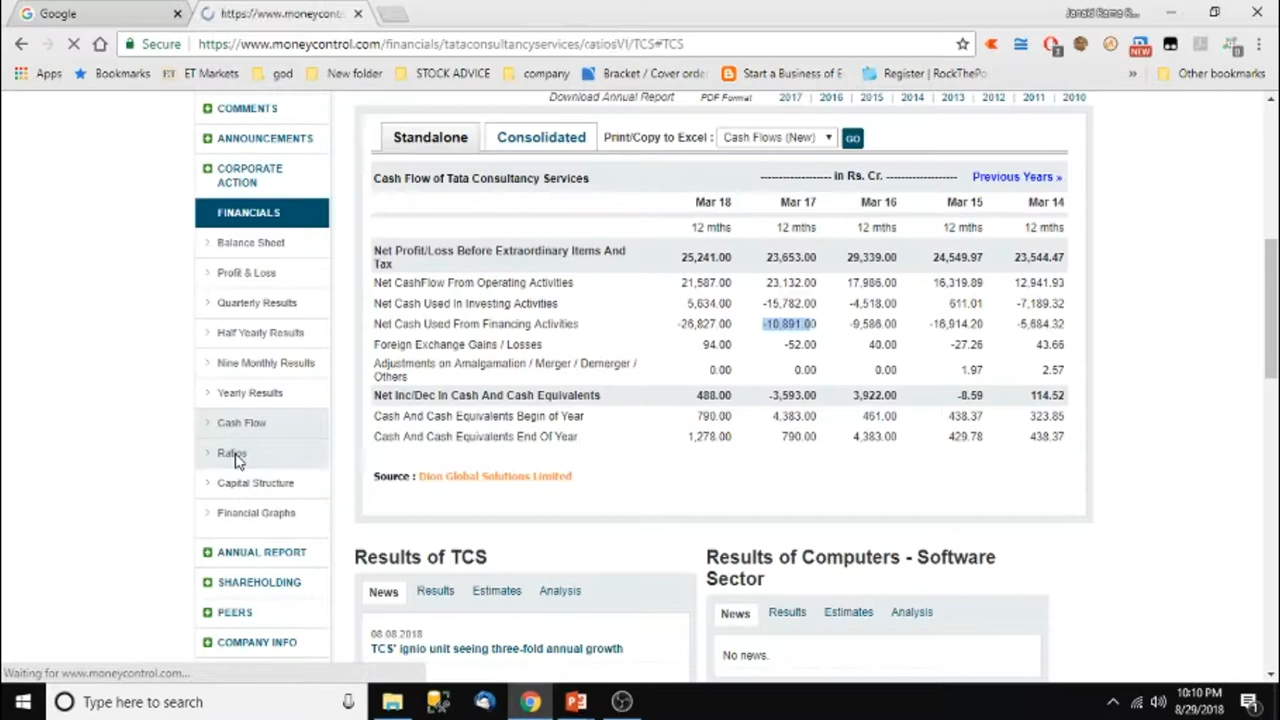 Google
https://www.moneycont
Secure https://www.moneycontrol.com/financials/tataconsultancyservices/catiosVI/TCS#TCS
Apps Bookmarks ET Markets god New folder STOCK ADVICE company Bracket / Cover orde Start a Business of E Register | RockThePo » Other bookmarks
COMMENTS
ANNOUNCEMENTS
CORPORATE
ACTION
FINANCIALS
Balance Sheet
Profit & Loss
Quarterly Results
Half Yearly Results
Nine Monthly Results
Yearly Results
Cash Flow
Ratios
Capital Structure
Financial Graphs
ANNUAL REPORT
SHAREHOLDING
PEERS
COMPANY INFO
Download Annual Report PDF Format 2017 | 2016 | 2015 | 2014 | 2013 | 2012 | 2011 | 2010
Standalone Consolidated Print/Copy to Excel : Cash Flows (New) GO
Cash Flow of Tata Consultancy Services ------------------- in Rs. Cr. ------------------- Previous Years »
Mar 18 Mar 17 Mar 16 Mar 15 Mar 14
12 mths 12 mths 12 mths 12 mths 12 mths
Net Profit/Loss Before Extraordinary Items And
Tax 25,241.00 23,653.00 29,339.00 24,549.97 23,544.47
Net CashFlow From Operating Activities 21,587.00 23,132.00 17,986.00 16,319.89 12,941.93
Net Cash Used In Investing Activities 5,634.00 -15,782.00 -4,518.00 611.01 -7,189.32
Net Cash Used From Financing Activities -26,827.00 -10,891.00 -9,586.00 -16,914.20 -5,684.32
Foreign Exchange Gains / Losses 94.00 -52.00 40.00 -27.26 43.66
Adjustments on Amalgamation / Merger / Demerger /
Others 0.00 0.00 0.00 1.97 2.57
Net Inc/Dec In Cash And Cash Equivalents 488.00 -3,593.00 3,922.00 -8.59 114.52
Cash And Cash Equivalents Begin of Year 790.00 4,383.00 461.00 438.37 323.85
Cash And Cash Equivalents End Of Year 1,278.00 790.00 4,383.00 429.78 438.37
Source : Dion Global Solutions Limited
Results of TCS
News Results Estimates Analysis
08.08.2018
TCS' ignio unit seeing three-fold annual growth
Results of Computers - Software
Sector
News Results Estimates Analysis
No news.
Waiting for www.moneycontrol.com...
Type here to search
10:10 PM
8/29/2018